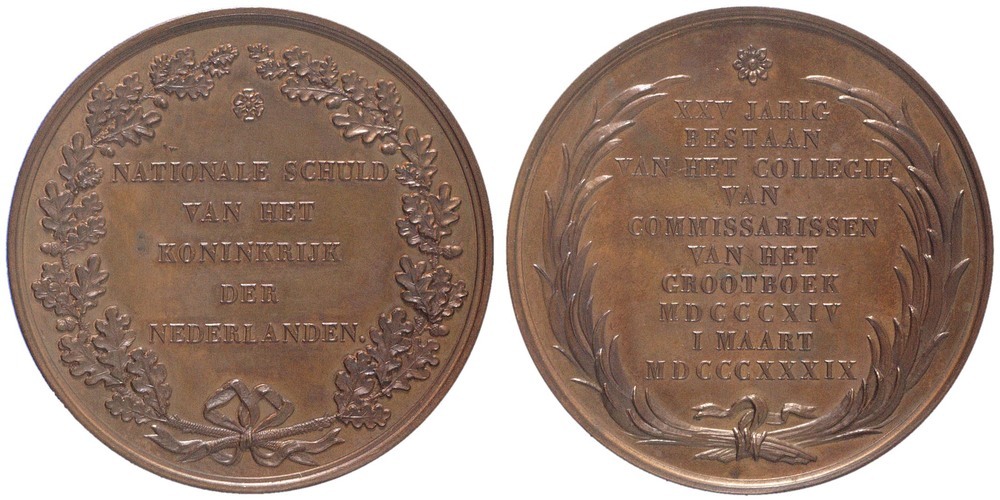 NATIONALE SCHULD
VAN HET
KONINKRIJK
DER
NEDERLANDEN.
XXV JARIG
BESTAAN
VAN HET COLLEGIE
VAN
COMMISSARISSEN
VAN HET
GROOTBOEK
MDCCCXIV
I MAART
MDCCCXXXIX